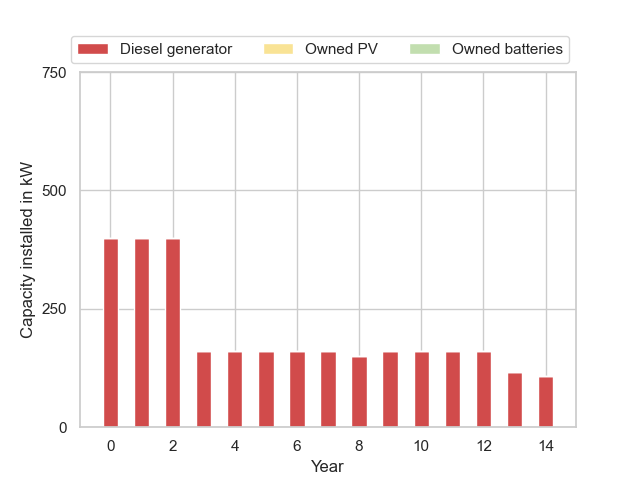 Diesel generator Owned PV Owned batteries
750
500
250
0
Capacity installed in kW
0 2 4 6 8 10 12 14
Year